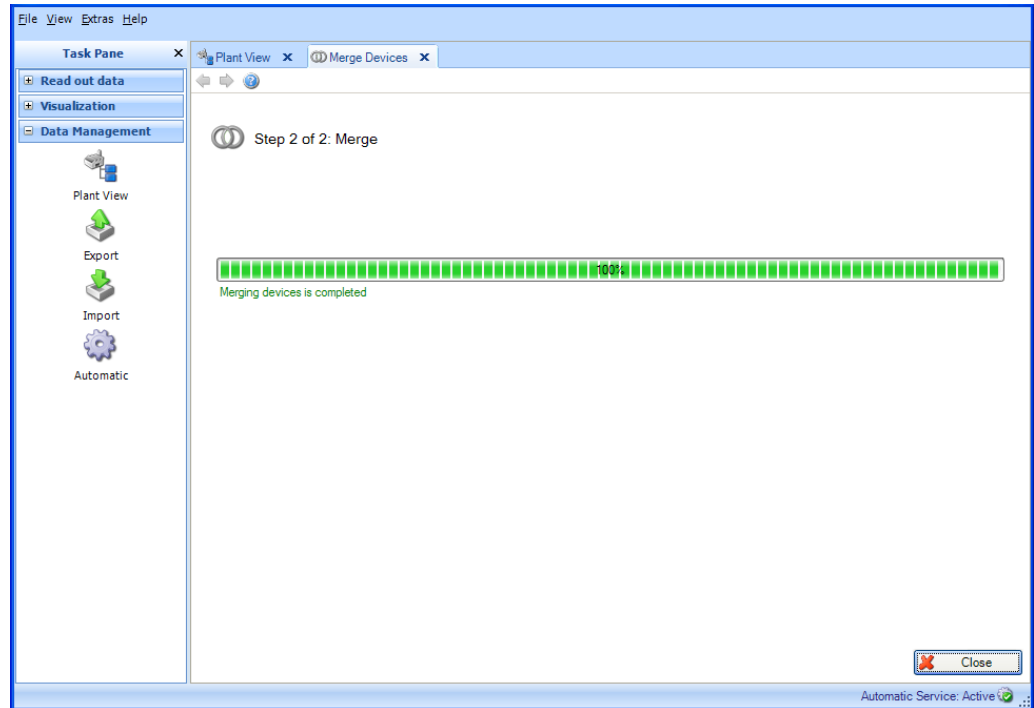 File View Extras Help
Task Pane
Plant View
Merge Devices
Read out data
Visualization
Data Management
Step 2 of 2: Merge
Plant View
Export
Import
Automatic
100%
Merging devices is completed
Close
Automatic Service: Active